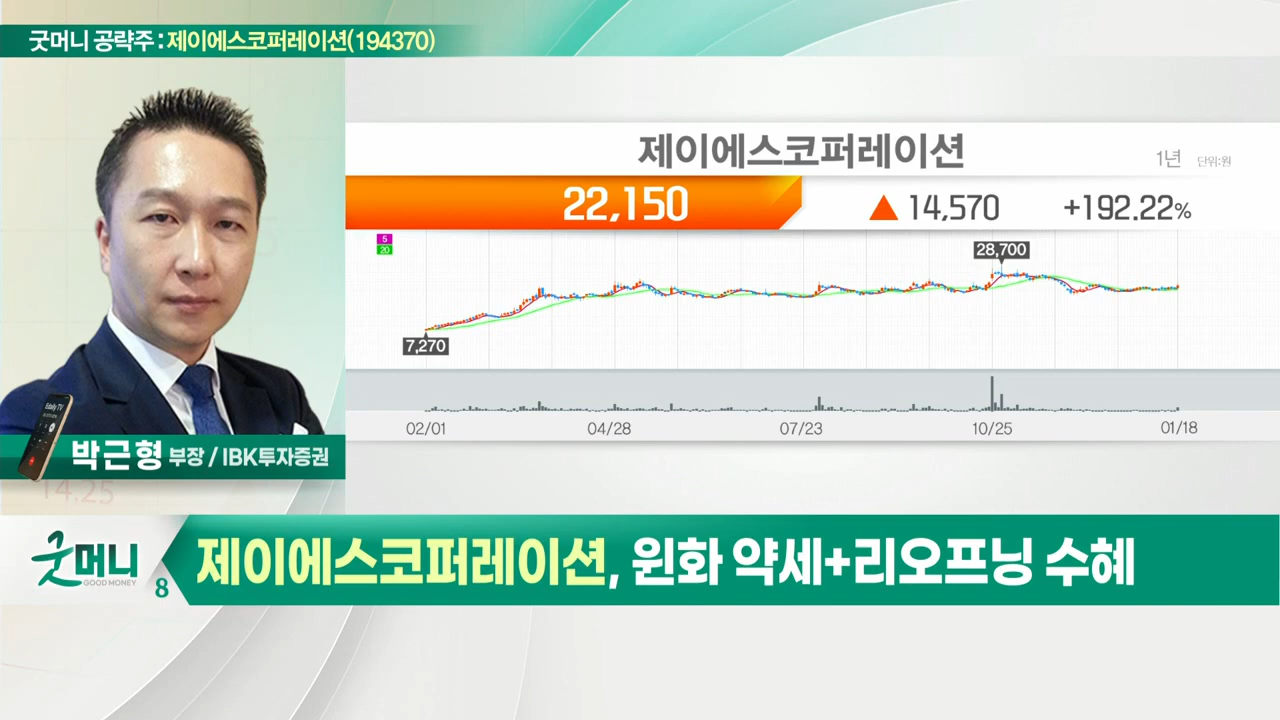 굿머니 공략주 : 제이에스코퍼레이션(194370)
제이에스코퍼레이션
1년 단위:원
22,150 ▲ 14,570 +192.22%
5
20
28,700
7,270
02/01 04/28 07/23 10/25 01/18
Edaily TV
박근형 부장 / IBK투자증권
14.25
굿머니
GOOD MONEY
8
제이에스코퍼레이션, 원화 약세+리오프닝 수혜